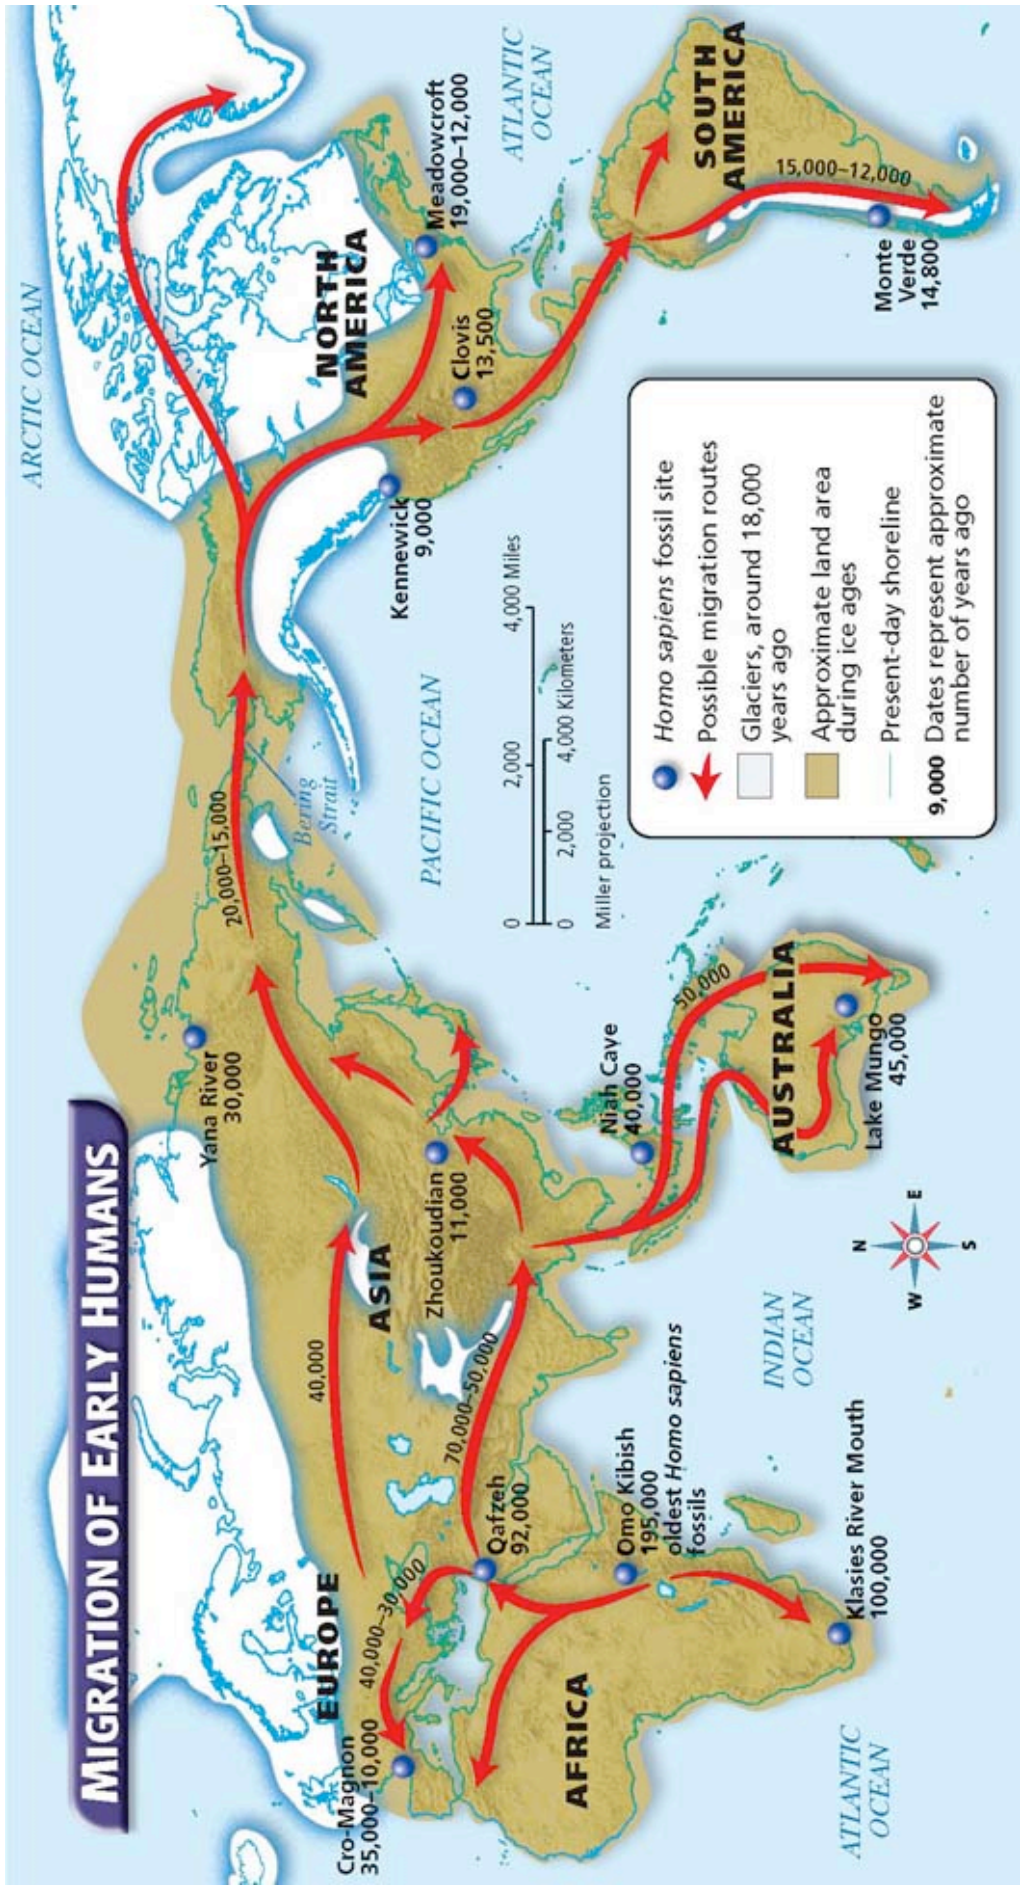 MIGRATION OF EARLY HUMANS
ARCTIC OCEAN
EUROPE
Cro-Magnon
35,000–10,000
40,000–30,000
40,000
ASIA
Yana River
30,000
20,000–15,000
Bering
Strait
NORTH
AMERICA
Meadowcroft
19,000–12,000
Clovis
13,500
Kennewick
9,000
ATLANTIC
OCEAN
Zhoukoudian
11,000
70,000–50,000
Qafzeh
92,000
PACIFIC OCEAN
0
2,000
4,000 Miles
0
2,000
4,000 Kilometers
Miller projection
AFRICA
Omo Kibish
195,000
oldest Homo sapiens
fossils
Niah Caye
40,000
50,000
SOUTH
AMERICA
15,000–12,000
Monte
Verde
14,800
INDIAN
OCEAN
AUSTRALIA
Lake Mungo
45,000
ATLANTIC
OCEAN
Klasies River Mouth
100,000
N
W
E
S
Homo sapiens fossil site
Possible migration routes
Glaciers, around 18,000
years ago
Approximate land area
during ice ages
Present-day shoreline
9,000 Dates represent approximate
number of years ago